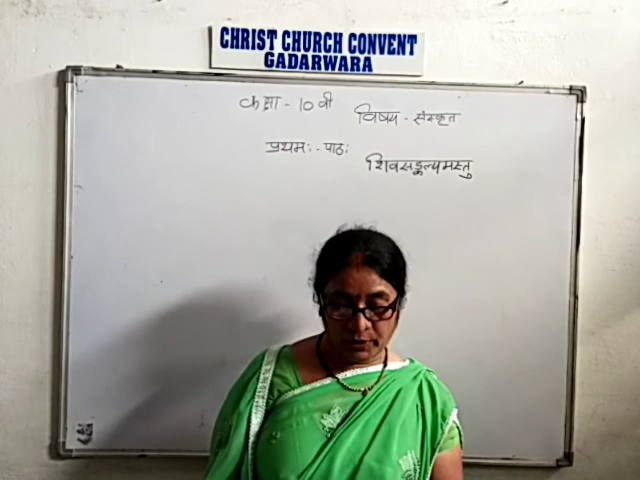 CHRIST CHURCH CONVENT
GADARWARA
कक्षा - 10 वी
विषय - संस्कृत
प्रथमः - पाठः
शिवसङ्कल्पमस्तु